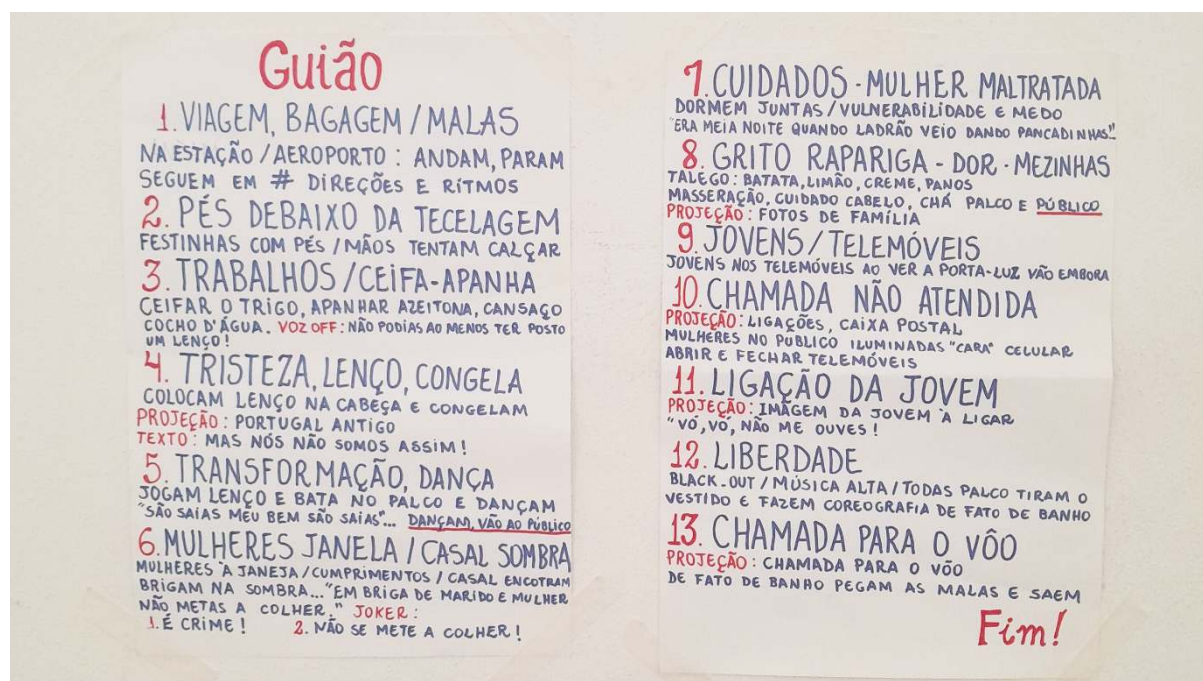 Guião
1. VIAGEM, BAGAGEM / MALAS
NA ESTAÇÃO / AEROPORTO : ANDAM, PARAM
SEGUEM EM # DIREÇÕES E RÍTMOS
2. PÉS DEBAIXO DA TECELAGEM
FESTINHAS COM PÉS / MÃOS TENTAM CALÇAR
3. TRABALHOS / CEIFA-APANHA
CEIFAR O TRIGO, APANHAR AZEITONA, CANSAÇO
COCHO D'ÁGUA. VOZ OFF : NÃO PODIAS AO MENOS TER POSTO
UM LENÇO !
4. TRISTEZA, LENÇO, CONGELA
COLOCAM LENÇO NA CABEÇA E CONGELAM
PROJEÇÃO : PORTUGAL ANTIGO
TEXTO : MAS NÓS NÃO SOMOS ASSIM !
5. TRANSFORMAÇÃO, DANÇA
JOGAM LENÇO E BATA NO PALCO E DANÇAM
"SÃO SAIAS MEU BEM SÃO SAIAS"... DANÇAM, VÃO AO PÚBLICO
6. MULHERES JANELA / CASAL SOMBRA
MULHERES À JANEJA / CUMPRIMENTOS / CASAL ENCOTRAM
BRIGAM NA SOMBRA... "EM BRIGA DE MARIDO E MULHER
NÃO METAS A COLHER." JOKER :
1. É CRIME ! 2. NÃO SE METE A COLHER !
7. CUIDADOS - MULHER MALTRATADA
DORMEM JUNTAS / VULNERABILIDADE E MEDO
"ERA MEIA NOITE QUANDO LADRÃO VEIO DANDO PANCADINHAS"
8. GRITO RAPARIGA - DOR - MEZINHAS
TALEGO : BATATA, LIMÃO, CREME, PANOS
MASSERAÇÃO, CUIDADO CABELO, CHÁ PALCO E PÚBLICO
PROJEÇÃO : FOTOS DE FAMÍLIA
9. JOVENS / TELEMÓVEIS
JOVENS NOS TELEMÓVEIS AO VER A PORTA-LUZ VÃO EMBORA
10. CHAMADA NÃO ATENDIDA
PROJEÇÃO : LIGAÇÕES, CAIXA POSTAL
MULHERES NO PUBLICO ILUMINADAS "CARA" CELULAR
ABRIR E FECHAR TELEMÓVEIS
11. LIGAÇÃO DA JOVEM
PROJEÇÃO : IMAGEM DA JOVEM À LIGAR
"VÓ, VÓ, NÃO ME OUVES !
12. LIBERDADE
BLACK-OUT / MÚSICA ALTA / TODAS PALCO TIRAM O
VESTIDO E FAZEM COREOGRAFIA DE FATO DE BANHO
13. CHAMADA PARA O VÔO
PROJEÇÃO : CHAMADA PARA O VÔO
DE FATO DE BANHO PEGAM AS MALAS E SAEM
Fim!